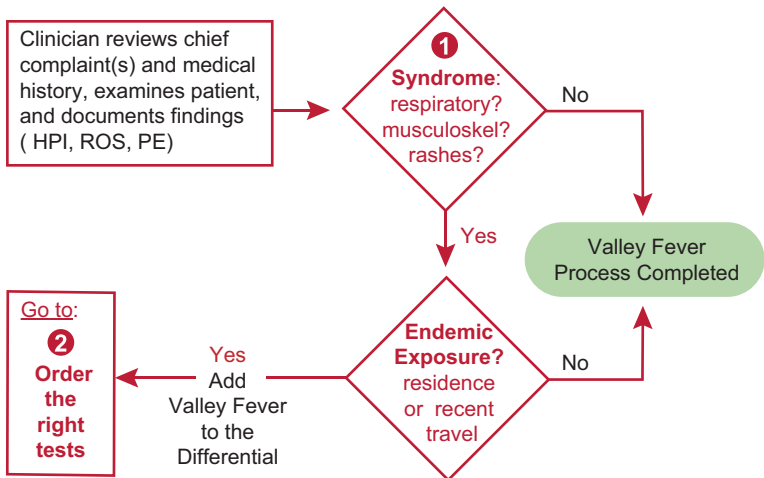 Clinician reviews chief
complaint(s) and medical
history, examines patient,
and documents findings
( HPI, ROS, PE)
1
Syndrome:
respiratory?
musculoskel?
rashes?
No
Yes
Valley Fever
Process Completed
Endemic
Exposure?
residence
or recent
travel
No
Yes
Add
Valley Fever
to the
Differential
Go to:
2
Order
the
right
tests